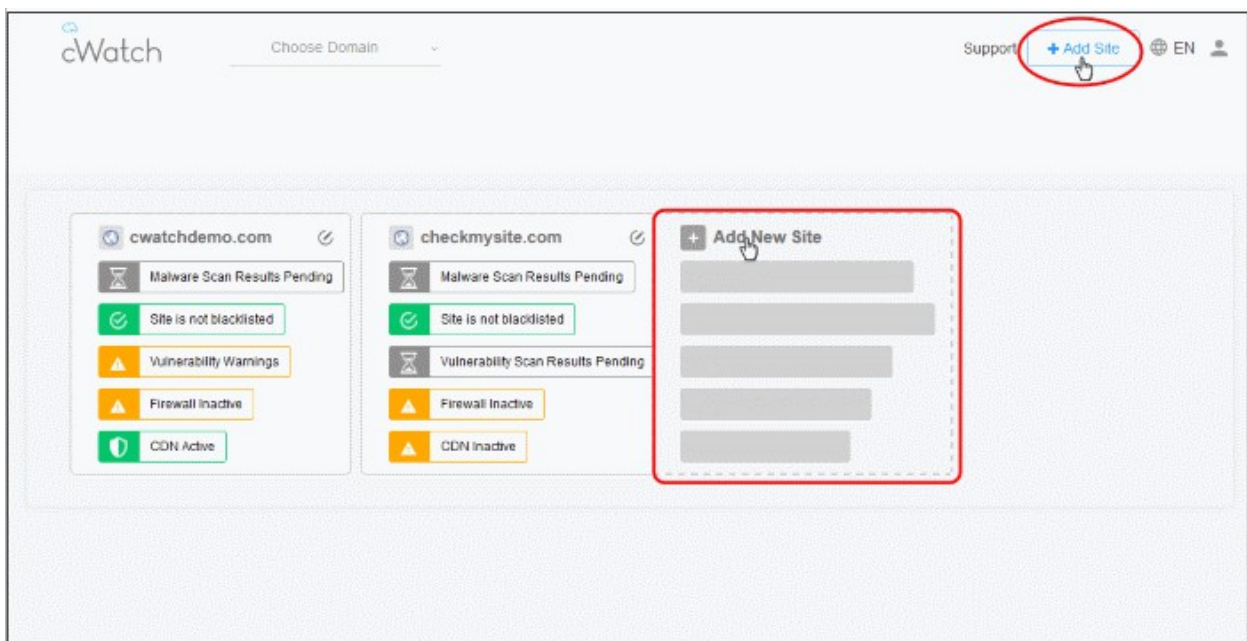 cWatch
Choose Domain
Support
+ Add Site
EN
cwatchdemo.com
Malware Scan Results Pending
Site is not blacklisted
Vulnerability Warnings
Firewall Inactive
CDN Active
checkmysite.com
Malware Scan Results Pending
Site is not blacklisted
Vulnerability Scan Results Pending
Firewall Inactive
CDN Inactive
+ Add New Site